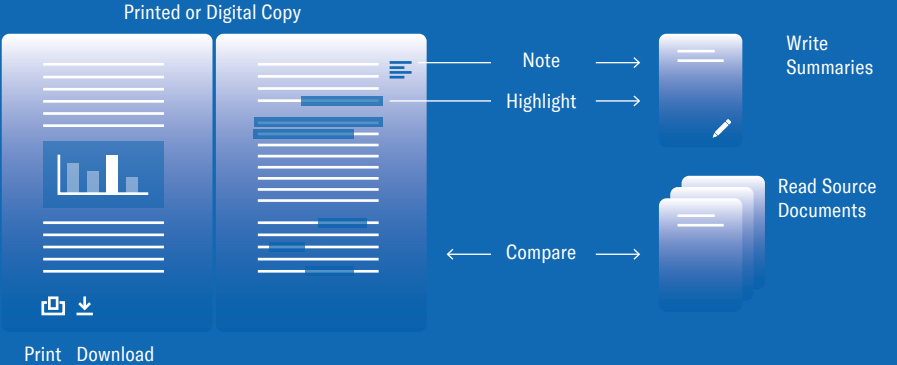 Printed or Digital Copy
Note
Highlight
Write
Summaries
Read Source
Documents
Compare
Print Download